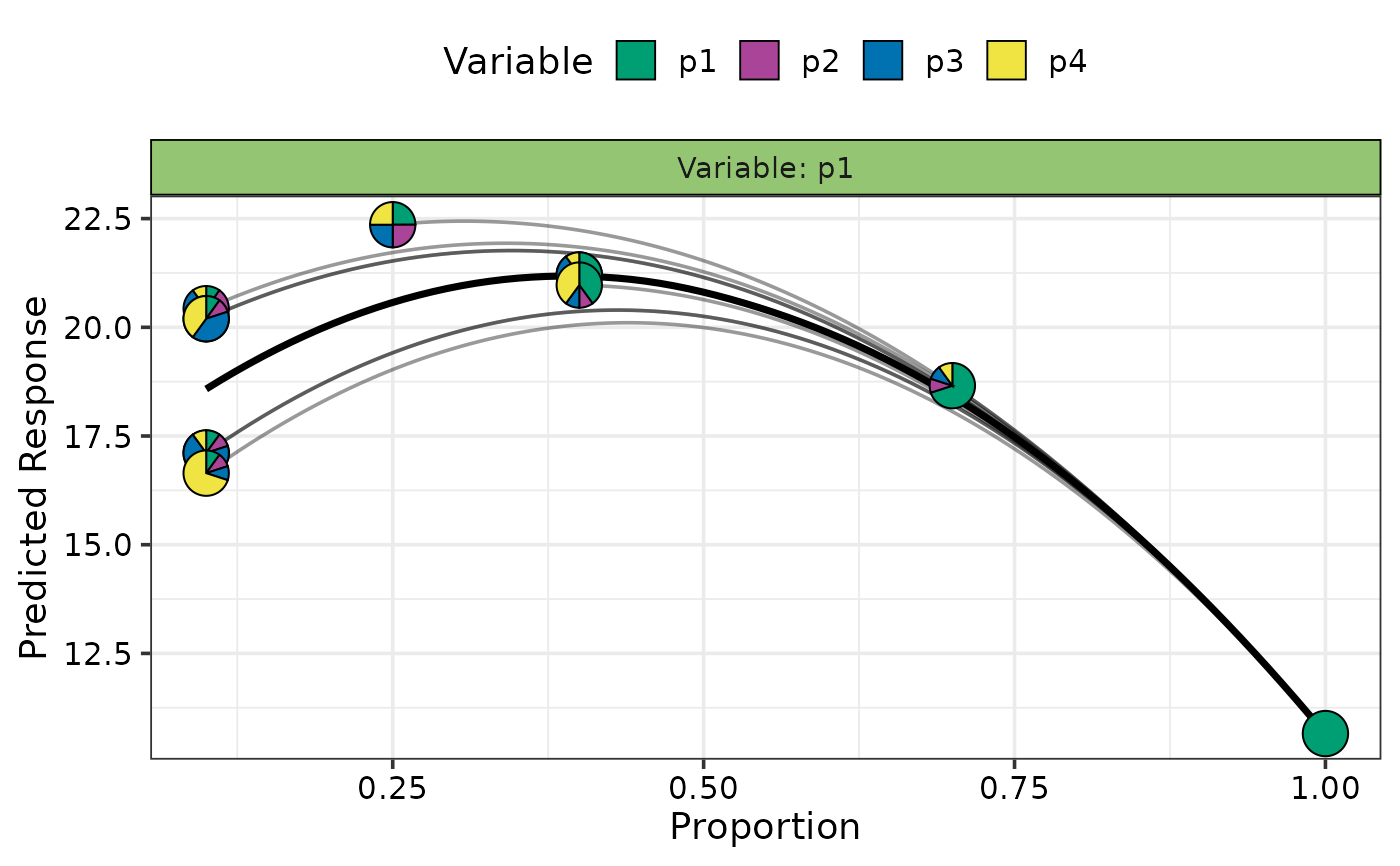 Variable p1 p2 p3 p4
Variable: p1
22.5
20.0
17.5
15.0
12.5
Predicted Response
0.25 0.50 0.75 1.00
Proportion